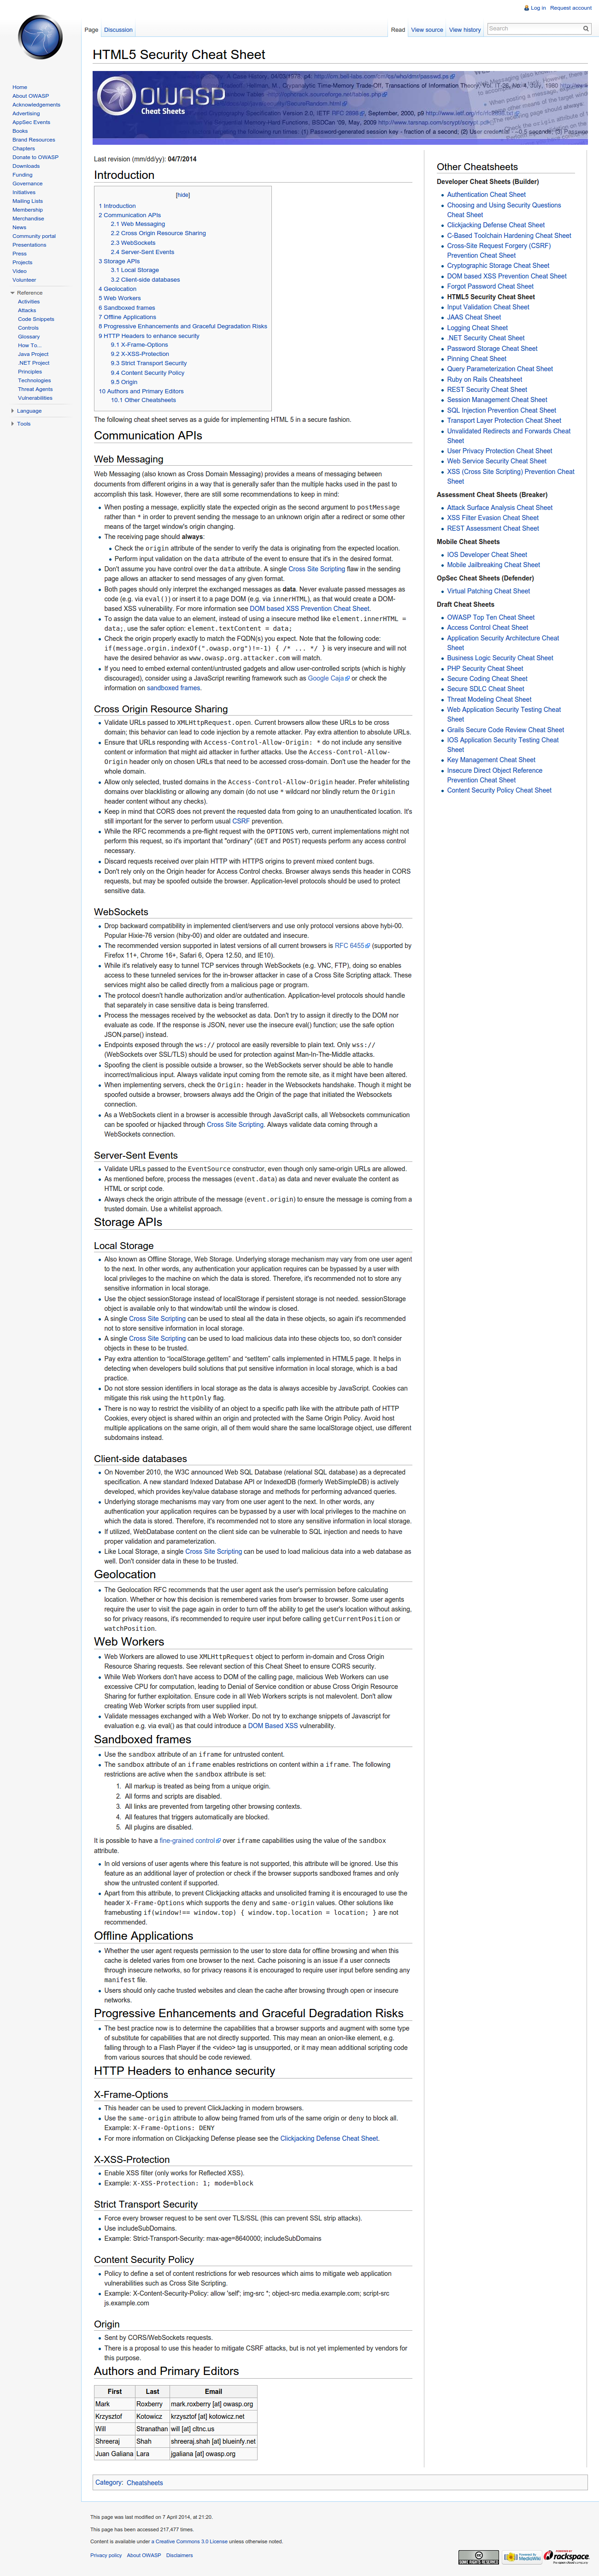 Log in Request account
Page Discussion
Read View source View history Search
HTML5 Security Cheat Sheet
OWASP
Cheat Sheets
Home
About OWASP
Acknowledgements
Advertising
AppSec Events
Books
Brand Resources
Chapters
Donate to OWASP
Downloads
Funding
Governance
Initiatives
Mailing Lists
Membership
Merchandise
News
Community portal
Presentations
Press
Projects
Video
Volunteer
Reference
Activities
Attacks
Code Snippets
Controls
Glossary
How To...
Java Project
.NET Project
Principles
Technologies
Threat Agents
Vulnerabilities
Language
Tools
Last revision (mm/dd/yy): 04/7/2014
Introduction
[hide]
1 Introduction
2 Communication APIs
2.1 Web Messaging
2.2 Cross Origin Resource Sharing
2.3 WebSockets
2.4 Server-Sent Events
3 Storage APIs
3.1 Local Storage
3.2 Client-side databases
4 Geolocation
5 Web Workers
6 Sandboxed frames
7 Offline Applications
8 Progressive Enhancements and Graceful Degradation Risks
9 HTTP Headers to enhance security
9.1 X-Frame-Options
9.2 X-XSS-Protection
9.3 Strict Transport Security
9.4 Content Security Policy
9.5 Origin
10 Authors and Primary Editors
10.1 Other Cheatsheets
The following cheat sheet serves as a guide for implementing HTML 5 in a secure fashion.
Communication APIs
Web Messaging
Web Messaging (also known as Cross Domain Messaging) provides a means of messaging between
documents from different origins in a way that is generally safer than the multiple hacks used in the past to
accomplish this task. However, there are still some recommendations to keep in mind:
When posting a message, explicitly state the expected origin as the second argument to postMessage
rather than * in order to prevent sending the message to an unknown origin after a redirect or some other
means of the target window's origin changing.
The receiving page should always:
Check the origin attribute of the sender to verify the data is originating from the expected location.
Perform input validation on the data attribute of the event to ensure that it's in the desired format.
Don't assume you have control over the data attribute. A single Cross Site Scripting flaw in the sending
page allows an attacker to send messages of any given format.
Both pages should only interpret the exchanged messages as data. Never evaluate passed messages as
code (e.g. via eval()) or insert it to a page DOM (e.g. via innerHTML), as that would create a DOM-
based XSS vulnerability. For more information see DOM based XSS Prevention Cheat Sheet.
To assign the data value to an element, instead of using a insecure method like element.innerHTML =
data;, use the safer option: element.textContent = data;
Check the origin properly exactly to match the FQDN(s) you expect. Note that the following code:
if(message.orgin.indexOf(".owasp.org")!=-1) { /* ... */ } is very insecure and will not
have the desired behavior as www.owasp.org.attacker.com will match.
If you need to embed external content/untrusted gadgets and allow user-controlled scripts (which is highly
discouraged), consider using a JavaScript rewriting framework such as Google Caja or check the
information on sandboxed frames.
Cross Origin Resource Sharing
Validate URLs passed to XMLHttpRequest.open. Current browsers allow these URLs to be cross
domain; this behavior can lead to code injection by a remote attacker. Pay extra attention to absolute URLs.
Ensure that URLs responding with Access-Control-Allow-Origin: * do not include any sensitive
content or information that might aid attacker in further attacks. Use the Access-Control-Allow-
Origin header only on chosen URLs that need to be accessed cross-domain. Don't use the header for the
whole domain.
Allow only selected, trusted domains in the Access-Control-Allow-Origin header. Prefer whitelisting
domains over blacklisting or allowing any domain (do not use * wildcard nor blindly return the Origin
header content without any checks).
Keep in mind that CORS does not prevent the requested data from going to an unauthenticated location. It's
still important for the server to perform usual CSRF prevention.
While the RFC recommends a pre-flight request with the OPTIONS verb, current implementations might not
perform this request, so it's important that "ordinary" (GET and POST) requests perform any access control
necessary.
Discard requests received over plain HTTP with HTTPS origins to prevent mixed content bugs.
Don't rely only on the Origin header for Access Control checks. Browser always sends this header in CORS
requests, but may be spoofed outside the browser. Application-level protocols should be used to protect
sensitive data.
WebSockets
Drop backward compatibility in implemented client/servers and use only protocol versions above hybi-00.
Popular Hixie-76 version (hiby-00) and older are outdated and insecure.
The recommended version supported in latest versions of all current browsers is RFC 6455 (supported by
Firefox 11+, Chrome 16+, Safari 6, Opera 12.50, and IE10).
While it's relatively easy to tunnel TCP services through WebSockets (e.g. VNC, FTP), doing so enables
access to these tunneled services for the in-browser attacker in case of a Cross Site Scripting attack. These
services might also be called directly from a malicious page or program.
The protocol doesn't handle authorization and/or authentication. Application-level protocols should handle
that separately in case sensitive data is being transferred.
Process the messages received by the websocket as data. Don't try to assign it directly to the DOM nor
evaluate as code. If the response is JSON, never use the insecure eval() function; use the safe option
JSON.parse() instead.
Endpoints exposed through the ws:// protocol are easily reversible to plain text. Only wss://
(WebSockets over SSL/TLS) should be used for protection against Man-In-The-Middle attacks.
Spoofing the client is possible outside a browser, so the WebSockets server should be able to handle
incorrect/malicious input. Always validate input coming from the remote site, as it might have been altered.
When implementing servers, check the Origin: header in the Websockets handshake. Though it might be
spoofed outside a browser, browsers always add the Origin of the page that initiated the Websockets
connection.
As a WebSockets client in a browser is accessible through JavaScript calls, all Websockets communication
can be spoofed or hijacked through Cross Site Scripting. Always validate data coming through a
WebSockets connection.
Server-Sent Events
Validate URLs passed to the EventSource constructor, even though only same-origin URLs are allowed.
As mentioned before, process the messages (event.data) as data and never evaluate the content as
HTML or script code.
Always check the origin attribute of the message (event.origin) to ensure the message is coming from a
trusted domain. Use a whitelist approach.
Storage APIs
Local Storage
Also known as Offline Storage, Web Storage. Underlying storage mechanism may vary from one user agent
to the next. In other words, any authentication your application requires can be bypassed by a user with
local privileges to the machine on which the data is stored. Therefore, it's recommended not to store any
sensitive information in local storage.
Use the object sessionStorage instead of localStorage if persistent storage is not needed. sessionStorage
object is available only to that window/tab until the window is closed.
A single Cross Site Scripting can be used to steal all the data in these objects, so again it's recommended
not to store sensitive information in local storage.
A single Cross Site Scripting can be used to load malicious data into these objects too, so don't consider
objects in these to be trusted.
Pay extra attention to “localStorage.getItem” and “setItem” calls implemented in HTML5 page. It helps in
detecting when developers build solutions that put sensitive information in local storage, which is a bad
practice.
Do not store session identifiers in local storage as the data is always accesible by JavaScript. Cookies can
mitigate this risk using the httpOnly flag.
There is no way to restrict the visibility of an object to a specific path like with the attribute path of HTTP
Cookies, every object is shared within an origin and protected with the Same Origin Policy. Avoid host
multiple applications on the same origin, all of them would share the same localStorage object, use different
subdomains instead.
Client-side databases
On November 2010, the W3C announced Web SQL Database (relational SQL database) as a deprecated
specification. A new standard Indexed Database API or IndexedDB (formerly WebSimpleDB) is actively
developed, which provides key/value database storage and methods for performing advanced queries.
Underlying storage mechanisms may vary from one user agent to the next. In other words, any
authentication your application requires can be bypassed by a user with local privileges to the machine on
which the data is stored. Therefore, it's recommended not to store any sensitive information in local storage.
If utilized, WebDatabase content on the client side can be vulnerable to SQL injection and needs to have
proper validation and parameterization.
Like Local Storage, a single Cross Site Scripting can be used to load malicious data into a web database as
well. Don't consider data in these to be trusted.
Geolocation
The Geolocation RFC recommends that the user agent ask the user's permission before calculating
location. Whether or how this decision is remembered varies from browser to browser. Some user agents
require the user to visit the page again in order to turn off the ability to get the user's location without asking,
so for privacy reasons, it's recommended to require user input before calling getCurrentPosition or
watchPosition.
Web Workers
Web Workers are allowed to use XMLHttpRequest object to perform in-domain and Cross Origin
Resource Sharing requests. See relevant section of this Cheat Sheet to ensure CORS security.
While Web Workers don't have access to DOM of the calling page, malicious Web Workers can use
excessive CPU for computation, leading to Denial of Service condition or abuse Cross Origin Resource
Sharing for further exploitation. Ensure code in all Web Workers scripts is not malevolent. Don't allow
creating Web Worker scripts from user supplied input.
Validate messages exchanged with a Web Worker. Do not try to exchange snippets of Javascript for
evaluation e.g. via eval() as that could introduce a DOM Based XSS vulnerability.
Sandboxed frames
Use the sandbox attribute of an iframe for untrusted content.
The sandbox attribute of an iframe enables restrictions on content within a iframe. The following
restrictions are active when the sandbox attribute is set:
1. All markup is treated as being from a unique origin.
2. All forms and scripts are disabled.
3. All links are prevented from targeting other browsing contexts.
4. All features that triggers automatically are blocked.
5. All plugins are disabled.
It is possible to have a fine-grained control over iframe capabilities using the value of the sandbox
attribute.
In old versions of user agents where this feature is not supported, this attribute will be ignored. Use this
feature as an additional layer of protection or check if the browser supports sandboxed frames and only
show the untrusted content if supported.
Apart from this attribute, to prevent Clickjacking attacks and unsolicited framing it is encouraged to use the
header X-Frame-Options which supports the deny and same-origin values. Other solutions like
framebusting if(window!== window.top) { window.top.location = location; } are not
recommended.
Offline Applications
Whether the user agent requests permission to the user to store data for offline browsing and when this
cache is deleted varies from one browser to the next. Cache poisoning is an issue if a user connects
through insecure networks, so for privacy reasons it is encouraged to require user input before sending any
manifest file.
Users should only cache trusted websites and clean the cache after browsing through open or insecure
networks.
Progressive Enhancements and Graceful Degradation Risks
The best practice now is to determine the capabilities that a browser supports and augment with some type
of substitute for capabilities that are not directly supported. This may mean an onion-like element, e.g.
falling through to a Flash Player if the <video> tag is unsupported, or it may mean additional scripting code
from various sources that should be code reviewed.
HTTP Headers to enhance security
X-Frame-Options
This header can be used to prevent ClickJacking in modern browsers.
Use the same-origin attribute to allow being framed from urls of the same origin or deny to block all.
Example: X-Frame-Options: DENY
For more information on Clickjacking Defense please see the Clickjacking Defense Cheat Sheet.
X-XSS-Protection
Enable XSS filter (only works for Reflected XSS).
Example: X-XSS-Protection: 1; mode=block
Strict Transport Security
Force every browser request to be sent over TLS/SSL (this can prevent SSL strip attacks).
Use includeSubDomains.
Example: Strict-Transport-Security: max-age=8640000; includeSubDomains
Content Security Policy
Policy to define a set of content restrictions for web resources which aims to mitigate web application
vulnerabilities such as Cross Site Scripting.
Example: X-Content-Security-Policy: allow 'self'; img-src *; object-src media.example.com; script-src
js.example.com
Origin
Sent by CORS/WebSockets requests.
There is a proposal to use this header to mitigate CSRF attacks, but is not yet implemented by vendors for
this purpose.
Authors and Primary Editors
First Last Email
Mark Roxberry mark.roxberry [at] owasp.org
Krzysztof Kotowicz krzysztof [at] kotowicz.net
Will Stranathan will [at] cltnc.us
Shreeraj Shah shreeraj.shah [at] blueinfy.net
Juan Galiana Lara jgaliana [at] owasp.org
Other Cheatsheets
Developer Cheat Sheets (Builder)
Authentication Cheat Sheet
Choosing and Using Security Questions
Cheat Sheet
Clickjacking Defense Cheat Sheet
C-Based Toolchain Hardening Cheat Sheet
Cross-Site Request Forgery (CSRF)
Prevention Cheat Sheet
Cryptographic Storage Cheat Sheet
DOM based XSS Prevention Cheat Sheet
Forgot Password Cheat Sheet
HTML5 Security Cheat Sheet
Input Validation Cheat Sheet
JAAS Cheat Sheet
Logging Cheat Sheet
.NET Security Cheat Sheet
Password Storage Cheat Sheet
Pinning Cheat Sheet
Query Parameterization Cheat Sheet
Ruby on Rails Cheatsheet
REST Security Cheat Sheet
Session Management Cheat Sheet
SQL Injection Prevention Cheat Sheet
Transport Layer Protection Cheat Sheet
Unvalidated Redirects and Forwards Cheat
Sheet
User Privacy Protection Cheat Sheet
Web Service Security Cheat Sheet
XSS (Cross Site Scripting) Prevention Cheat
Sheet
Assessment Cheat Sheets (Breaker)
Attack Surface Analysis Cheat Sheet
XSS Filter Evasion Cheat Sheet
REST Assessment Cheat Sheet
Mobile Cheat Sheets
IOS Developer Cheat Sheet
Mobile Jailbreaking Cheat Sheet
OpSec Cheat Sheets (Defender)
Virtual Patching Cheat Sheet
Draft Cheat Sheets
OWASP Top Ten Cheat Sheet
Access Control Cheat Sheet
Application Security Architecture Cheat
Sheet
Business Logic Security Cheat Sheet
PHP Security Cheat Sheet
Secure Coding Cheat Sheet
Secure SDLC Cheat Sheet
Threat Modeling Cheat Sheet
Web Application Security Testing Cheat
Sheet
Grails Secure Code Review Cheat Sheet
IOS Application Security Testing Cheat
Sheet
Key Management Cheat Sheet
Insecure Direct Object Reference
Prevention Cheat Sheet
Content Security Policy Cheat Sheet
Category: Cheatsheets
This page was last modified on 7 April 2014, at 21:20.
This page has been accessed 217,477 times.
Content is available under a Creative Commons 3.0 License unless otherwise noted.
Privacy policy About OWASP Disclaimers
SOME RIGHTS RESERVED
Powered By MediaWiki
rackspace